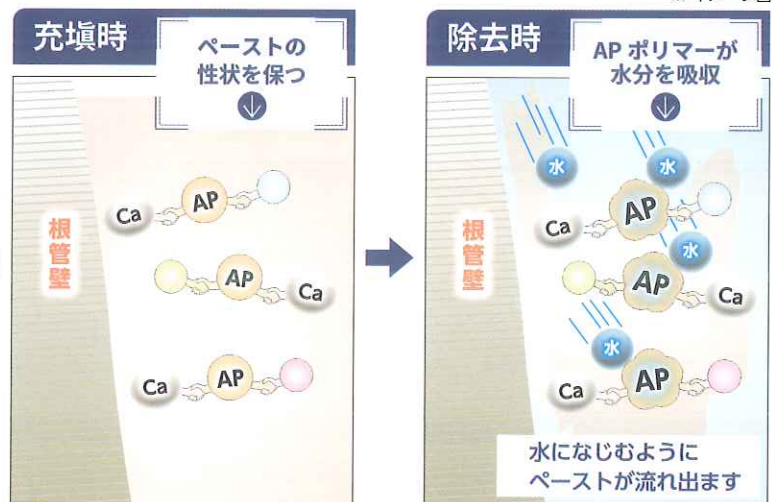 充塡時
ペーストの
性状を保つ
根管壁
Ca
AP
AP
Ca
Ca
AP
除去時
APポリマーが
水分を吸収
水
水
根管壁
Ca
AP
水
AP
Ca
水
Ca
AP
水になじむように
ペーストが流れ出ます